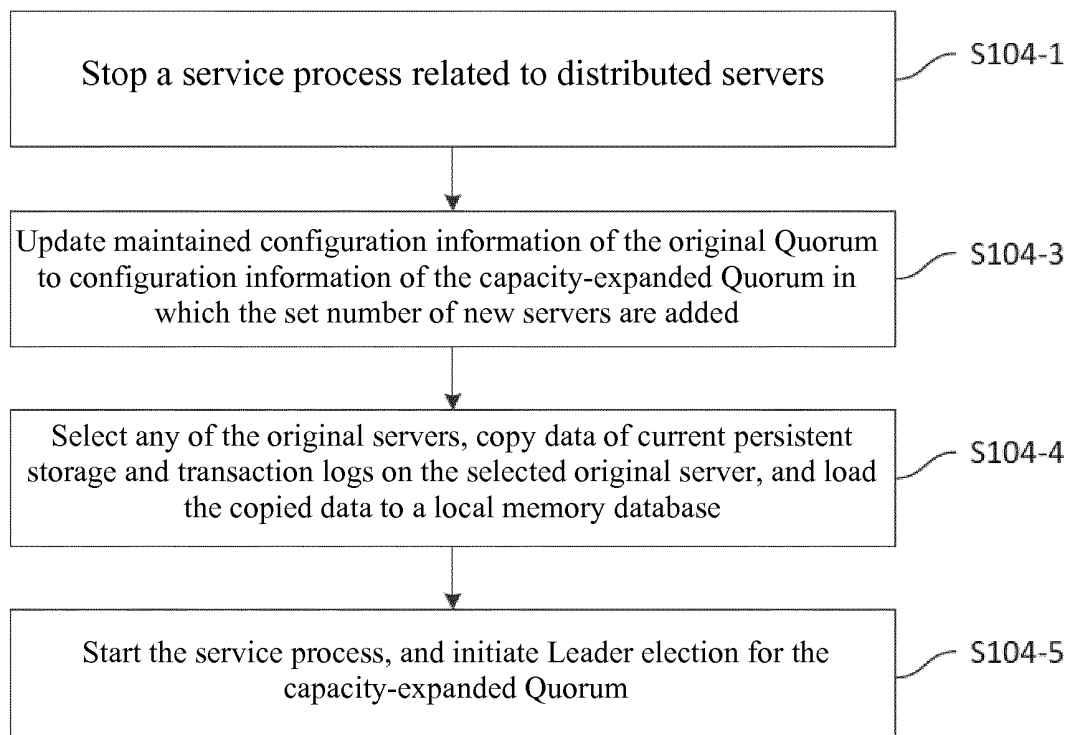 Stop a service process related to distributed servers
S104-1
Update maintained configuration information of the original Quorum
to configuration information of the capacity-expanded Quorum in
which the set number of new servers are added
S104-3
Select any of the original servers, copy data of current persistent
storage and transaction logs on the selected original server, and load
the copied data to a local memory database
S104-4
Start the service process, and initiate Leader election for the
capacity-expanded Quorum
S104-5